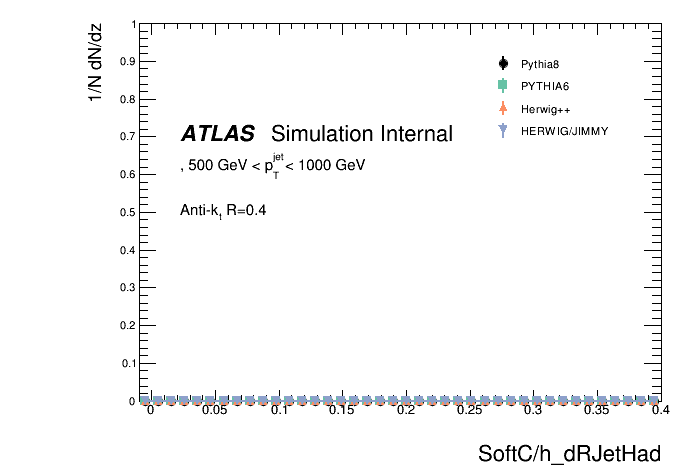 1/N dN/dz
1
0.9
0.8
0.7
0.6
0.5
0.4
0.3
0.2
0.1
0
Pythia8
PYTHIA6
Herwig++
HERWIG/JIMMY
ATLAS Simulation Internal
, 500 GeV < p_T^jet < 1000 GeV
Anti-k_t R=0.4
0 0.05 0.1 0.15 0.2 0.25 0.3 0.35 0.4
SoftC/h_dRJetHad